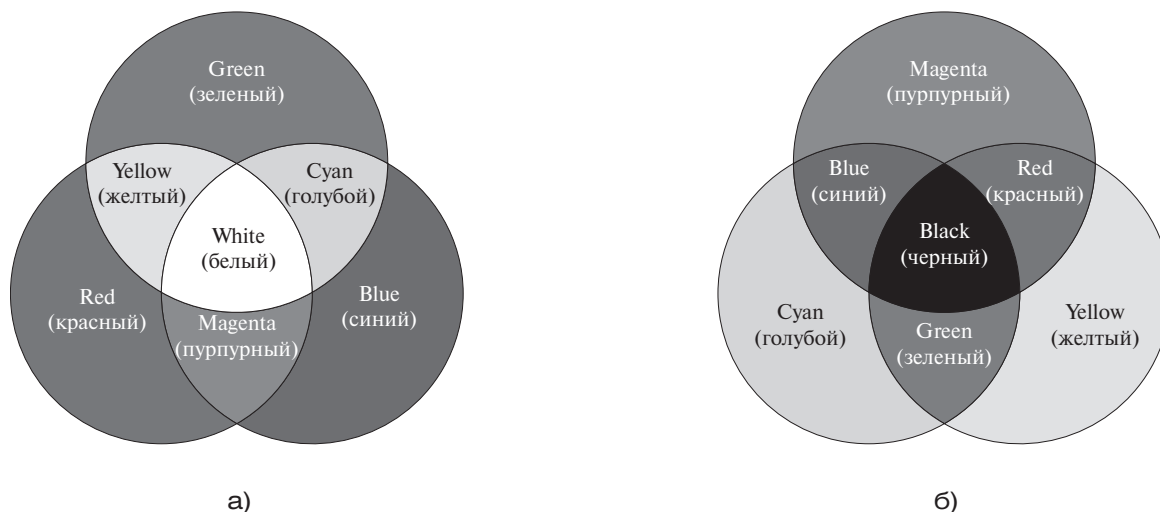 Green
(зеленый)
Yellow
(желтый)
Cyan
(голубой)
White
(белый)
Red
(красный)
Magenta
(пурпурный)
Blue
(синий)
а)
Magenta
(пурпурный)
Blue
(синий)
Red
(красный)
Black
(черный)
Cyan
(голубой)
Green
(зеленый)
Yellow
(желтый)
б)